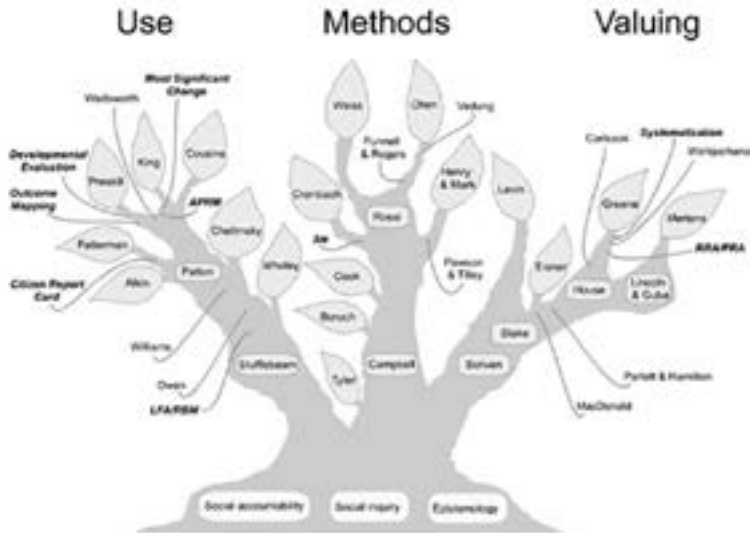 Use
Methods
Valuing
Most Significant
Change
Wadsworth
King
Cousins
Developmental
Evaluation
Preskill
Outcome
Mapping
APRM
Fetterman
Chelimsky
Patton
Wholey
Citizen Report
Card
Alkin
Williams
Owen
Stufflebeam
LFA/RBM
Weiss
Chen
Vedung
Funnell
& Rogers
Henry
& Mark
Cronbach
Rossi
Cook
Pawson
& Tilley
Boruch
Tyler
Campbell
Levin
Eisner
Stake
Scriven
Systematization
Greene
Mertens
RRA/PRA
House
Lincoln
& Guba
Parlett & Hamilton
MacDonald
Social accountability
Social inquiry
Epistemology